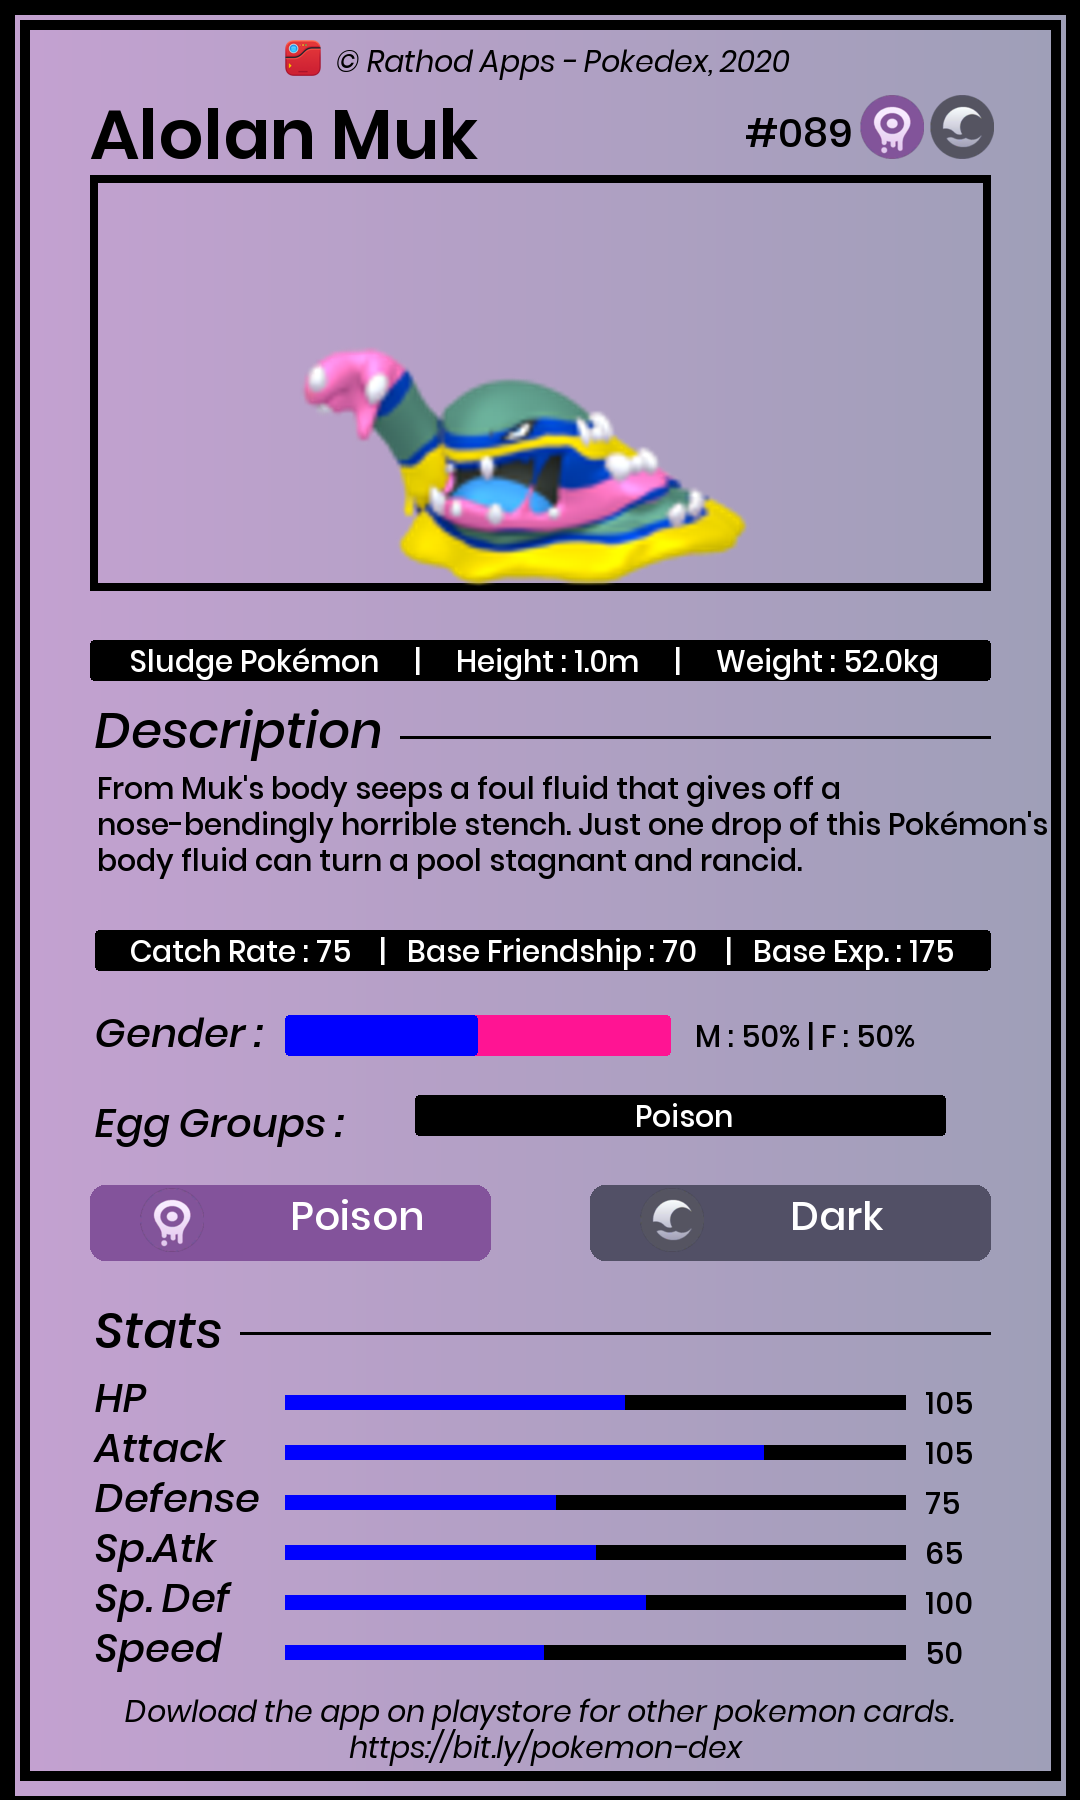 © Rathod Apps - Pokedex, 2020
Alolan Muk #089
Sludge Pokémon | Height : 1.0m | Weight : 52.0kg
Description
From Muk's body seeps a foul fluid that gives off a
nose-bendingly horrible stench. Just one drop of this Pokémon's
body fluid can turn a pool stagnant and rancid.
Catch Rate : 75 | Base Friendship : 70 | Base Exp. : 175
Gender : M : 50% | F : 50%
Egg Groups : Poison
Poison Dark
Stats
HP 105
Attack 105
Defense 75
Sp.Atk 65
Sp. Def 100
Speed 50
Dowload the app on playstore for other pokemon cards.
https://bit.ly/pokemon-dex